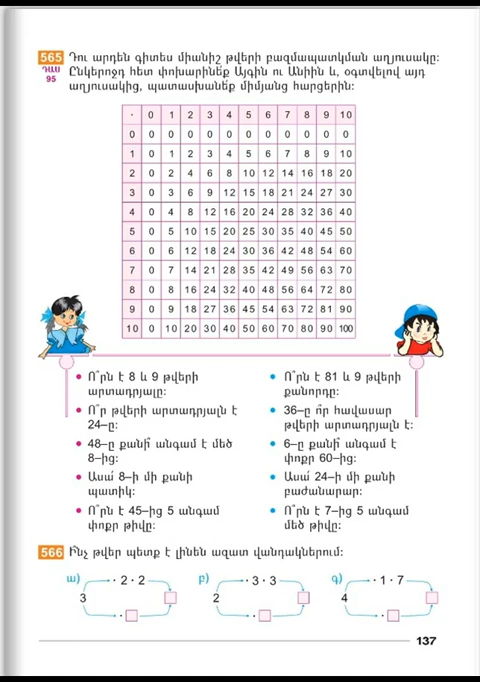 565 Դու արդեն գիտես միանիշ թվերի բազմապատկման աղյուսակը։
ԴԱՍ 95
Ընկերոջդ հետ փոխարինե՛ք Այգին ու Անիին և, օգտվելով այդ
աղյուսակից, պատասխանե՛ք միմյանց հարցերին։
· 0 1 2 3 4 5 6 7 8 9 10
0 0 0 0 0 0 0 0 0 0 0 0
1 0 1 2 3 4 5 6 7 8 9 10
2 0 2 4 6 8 10 12 14 16 18 20
3 0 3 6 9 12 15 18 21 24 27 30
4 0 4 8 12 16 20 24 28 32 36 40
5 0 5 10 15 20 25 30 35 40 45 50
6 0 6 12 18 24 30 36 42 48 54 60
7 0 7 14 21 28 35 42 49 56 63 70
8 0 8 16 24 32 40 48 56 64 72 80
9 0 9 18 27 36 45 54 63 72 81 90
10 0 10 20 30 40 50 60 70 80 90 100
• Ո՞րն է 8 և 9 թվերի
արտադրյալը։
• Ո՞ր թվերի արտադրյալն է
24–ը։
• 48–ը քանի՞ անգամ է մեծ
8–ից։
• Ասա՛ 8–ի մի քանի
պատիկ։
• Ո՞րն է 45–ից 5 անգամ
փոքր թիվը։
• Ո՞րն է 81 և 9 թվերի
քանորդը։
• 36–ը ո՞ր հավասար
թվերի արտադրյալն է։
• 6–ը քանի՞ անգամ է
փոքր 60–ից։
• Ասա՛ 24–ի մի քանի
բաժանարար։
• Ո՞րն է 7–ից 5 անգամ
մեծ թիվը։
566 Ի՞նչ թվեր պետք է լինեն ազատ վանդակներում։
ա) · 2 · 2 բ) · 3 · 3 գ) · 1 · 7
3 2 4
· · ·
137